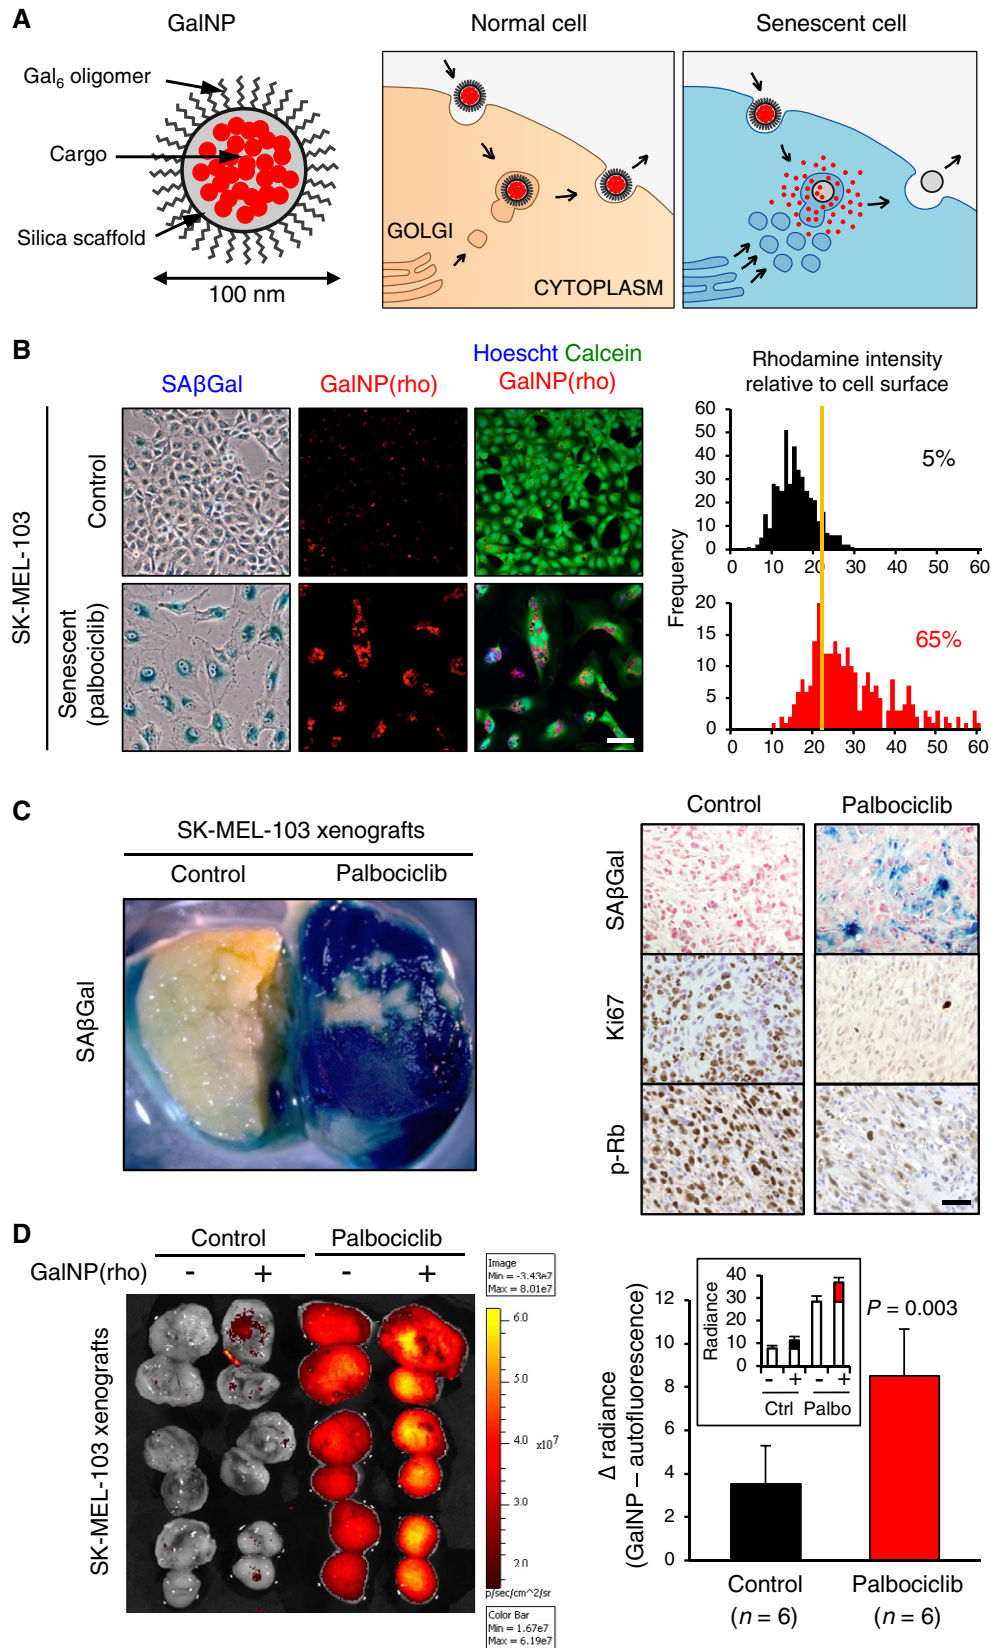 A
GalNP
Normal cell
Senescent cell
Gal6 oligomer
Cargo
Silica scaffold
100 nm
GOLGI
CYTOPLASM
B
SAβGal
GalNP(rho)
Hoescht Calcein
GalNP(rho)
Rhodamine intensity
relative to cell surface
SK-MEL-103
Control
Senescent
(palbociclib)
Frequency
60
50
40
30
20
10
0
5%
0 10 20 30 40 50 60
20
15
10
5
0
65%
0 10 20 30 40 50 60
C
SK-MEL-103 xenografts
Control
Palbociclib
SAβGal
Control
Palbociclib
SAβGal
Ki67
p-Rb
D
Control
Palbociclib
GalNP(rho)
- + - +
SK-MEL-103 xenografts
Image
Min = -3.43e7
Max = 8.01e7
6.0
5.0
4.0
x10^7
3.0
2.0
p/sec/cm^2/sr
Color Bar
Min = 1.67e7
Max = 6.19e7
Δ radiance
(GalNP – autofluorescence)
12
10
8
6
4
2
0
Radiance
40
30
20
10
0
- + - +
Ctrl Palbo
P = 0.003
Control
(n = 6)
Palbociclib
(n = 6)